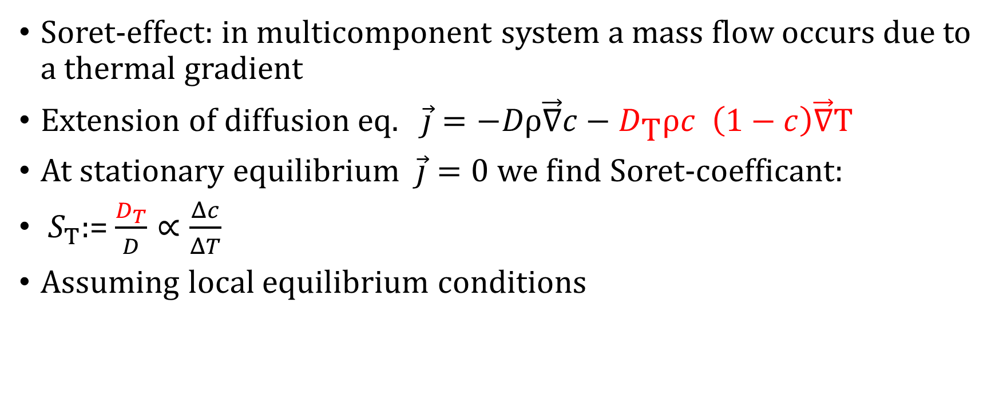 • Soret-effect: in multicomponent system a mass flow occurs due to
a thermal gradient
• Extension of diffusion eq. $\vec{j} = -D\rho\vec{\nabla}c - D_{\mathrm{T}}\rho c \ (1 - c)\vec{\nabla}\mathrm{T}$
• At stationary equilibrium $\vec{j} = 0$ we find Soret-coefficant:
• $S_{\mathrm{T}} := \frac{D_T}{D} \propto \frac{\Delta c}{\Delta T}$
• Assuming local equilibrium conditions